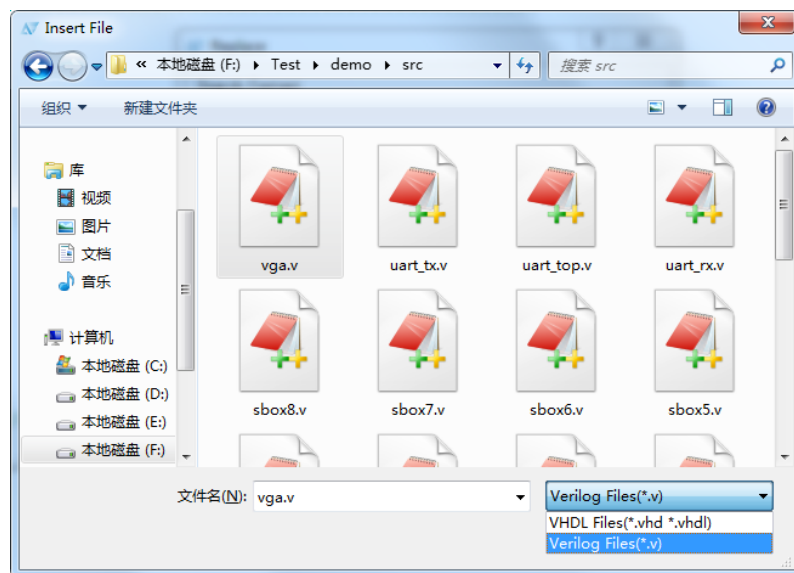 Insert File
« 本地磁盘 (F:) Test demo src
搜索 src
组织 新建文件夹
库
视频
图片
文档
音乐
计算机
本地磁盘 (C:)
本地磁盘 (D:)
本地磁盘 (E:)
本地磁盘 (F:)
vga.v uart_tx.v uart_top.v uart_rx.v
sbox8.v sbox7.v sbox6.v sbox5.v
文件名(N): vga.v Verilog Files(*.v)
VHDL Files(*.vhd *.vhdl)
Verilog Files(*.v)